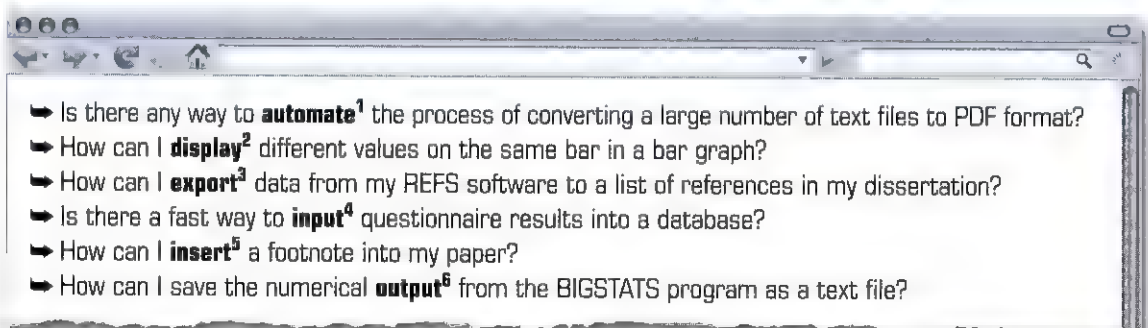 ➥ Is there any way to automate¹ the process of converting a large number of text files to PDF format?
➥ How can I display² different values on the same bar in a bar graph?
➥ How can I export³ data from my REFS software to a list of references in my dissertation?
➥ Is there a fast way to input⁴ questionnaire results into a database?
➥ How can I insert⁵ a footnote into my paper?
➥ How can I save the numerical output⁶ from the BIGSTATS program as a text file?